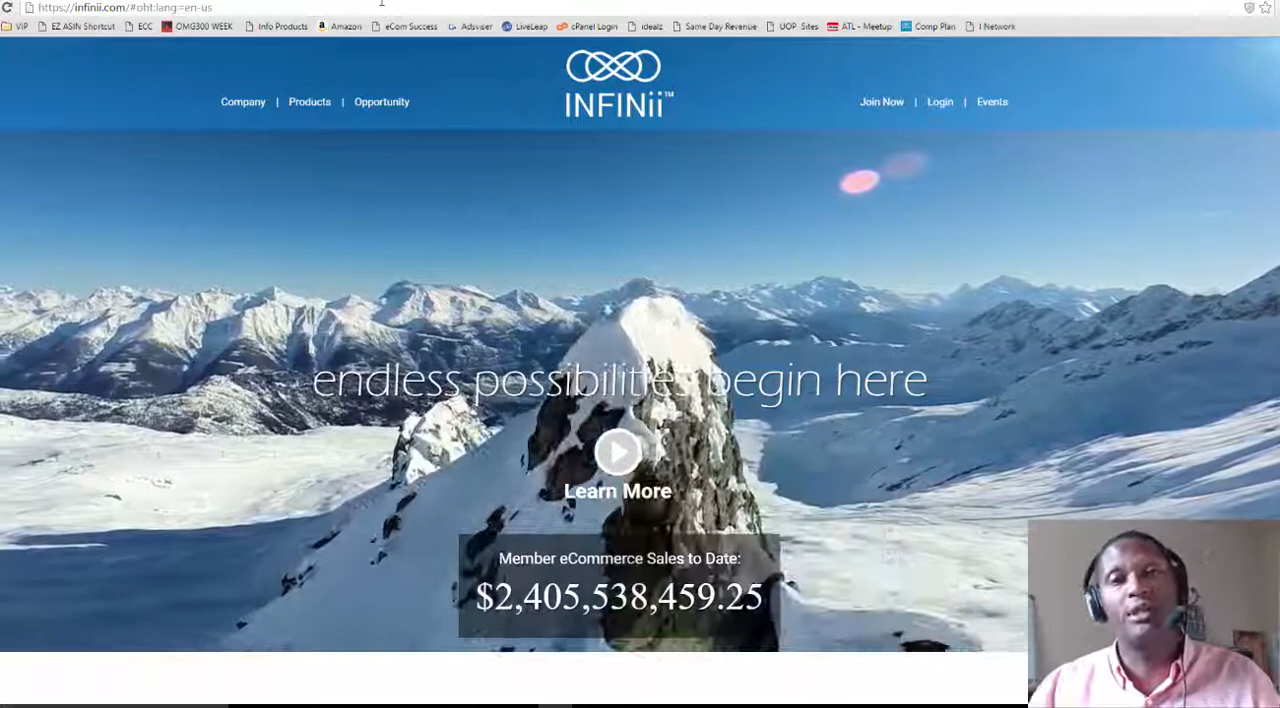 https://infinii.com/#oht:lang=en-us
VIP EZ ASIN Shortcut ECC OMG300 WEEK Info Products Amazon eCom Success Adsviser LiveLeap cPanel Login idealz Same Day Revenue UOP Sites ATL - Meetup Comp Plan I Network
Company | Products | Opportunity
INFINii™
Join Now | Login | Events
endless possibilities begin here
Learn More
Member eCommerce Sales to Date:
$2,405,538,459.25